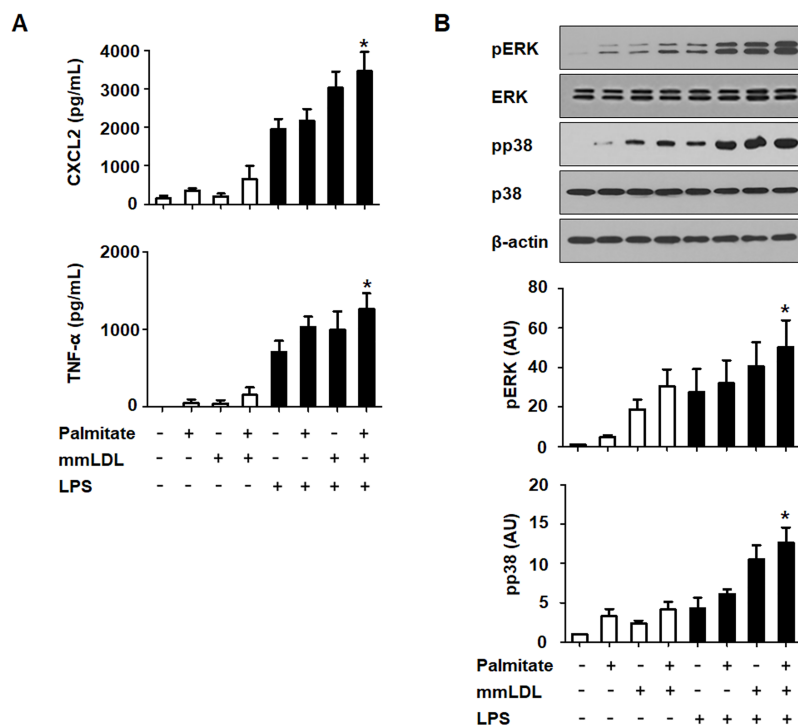 A
4000
3000
2000
1000
0
CXCL2 (pg/mL)
*
2000
1000
0
TNF-α (pg/mL)
*
Palmitate - + - + - + - +
mmLDL - - + + - - + +
LPS - - - - + + + +
B
pERK
ERK
pp38
p38
β-actin
80
60
40
20
0
pERK (AU)
*
20
15
10
5
0
pp38 (AU)
*
Palmitate - + - + - + - +
mmLDL - - + + - - + +
LPS - - - - + + + +